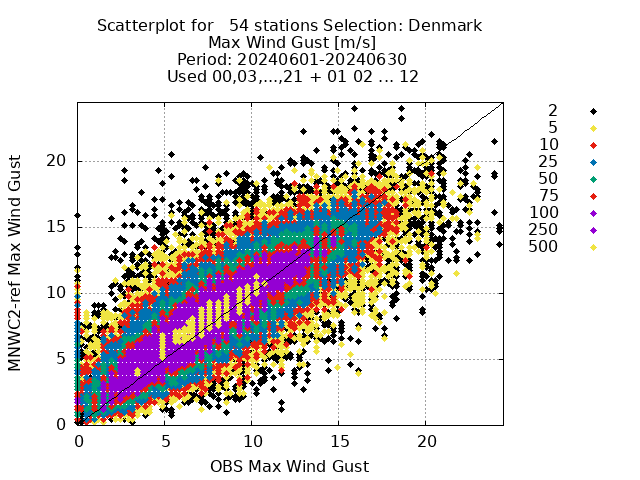 Scatterplot for   54 stations Selection: Denmark
Max Wind Gust [m/s]
Period: 20240601-20240630
Used 00,03,...,21 + 01 02 ... 12
MNWC2-ref Max Wind Gust
20
15
10
5
0
0 5 10 15 20
OBS Max Wind Gust
2
5
10
25
50
75
100
250
500